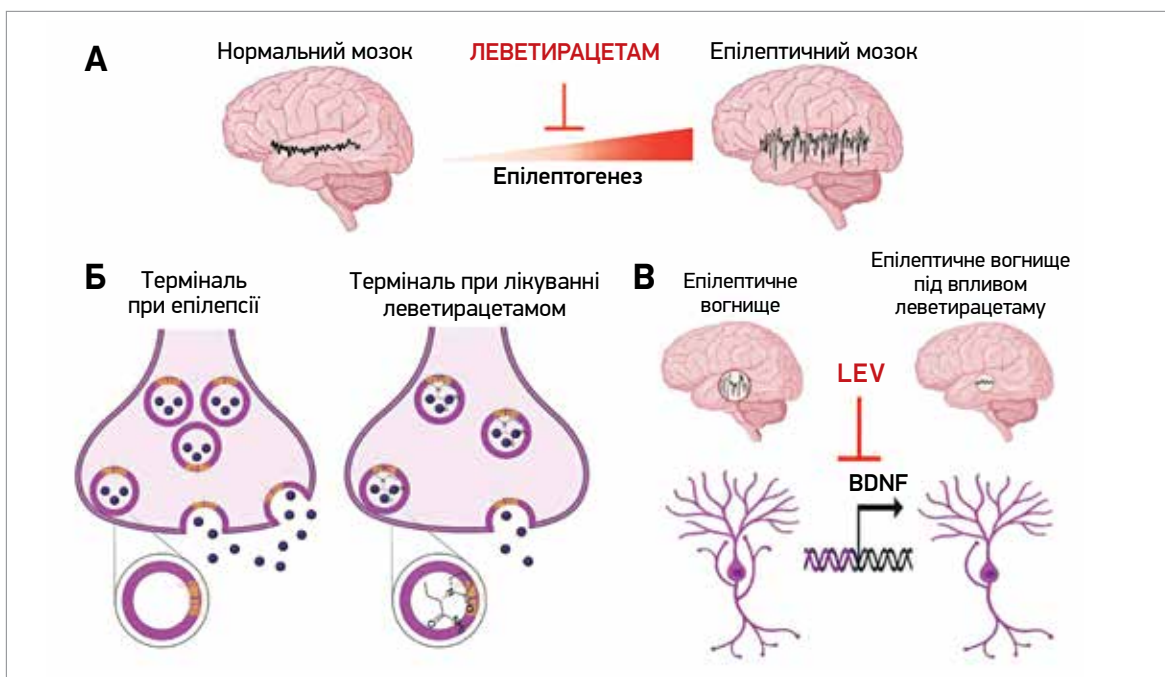 А
Нормальний мозок
ЛЕВЕТИРАЦЕТАМ
Епілептичний мозок
Епілептогенез
Б
Терміналь
при епілепсії
Терміналь при лікуванні
леветирацетамом
В
Епілептичне
вогнище
Епілептичне вогнище
під впливом
леветирацетаму
LEV
BDNF